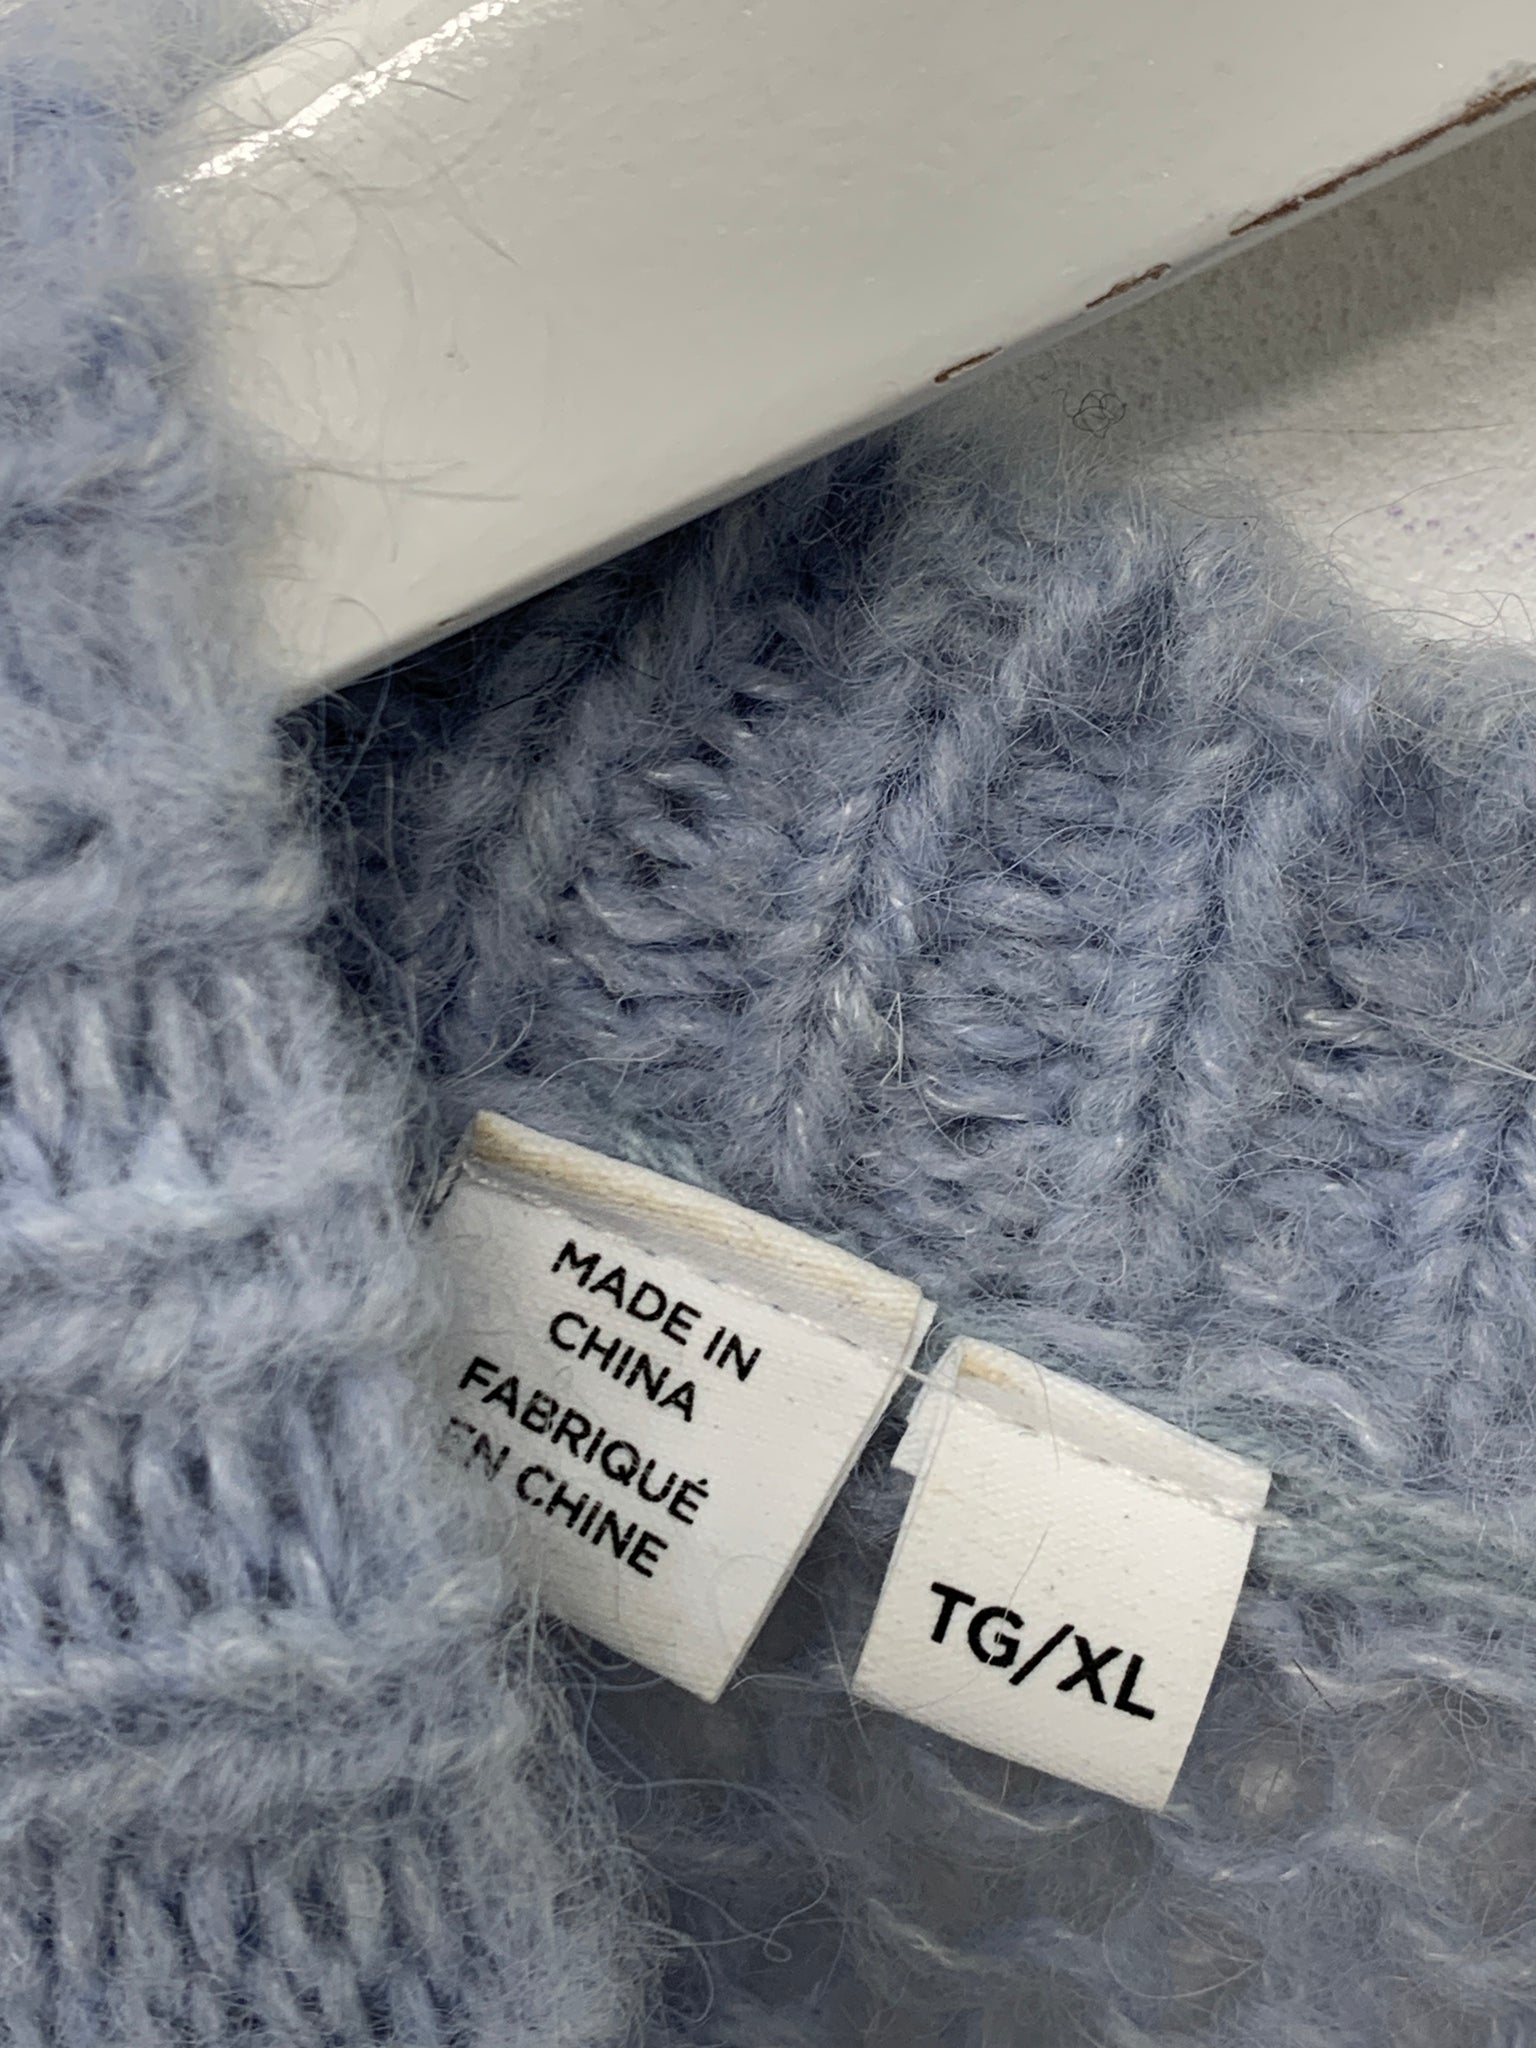 MADE IN
CHINA
FABRIQUÉ
EN CHINE
TG/XL